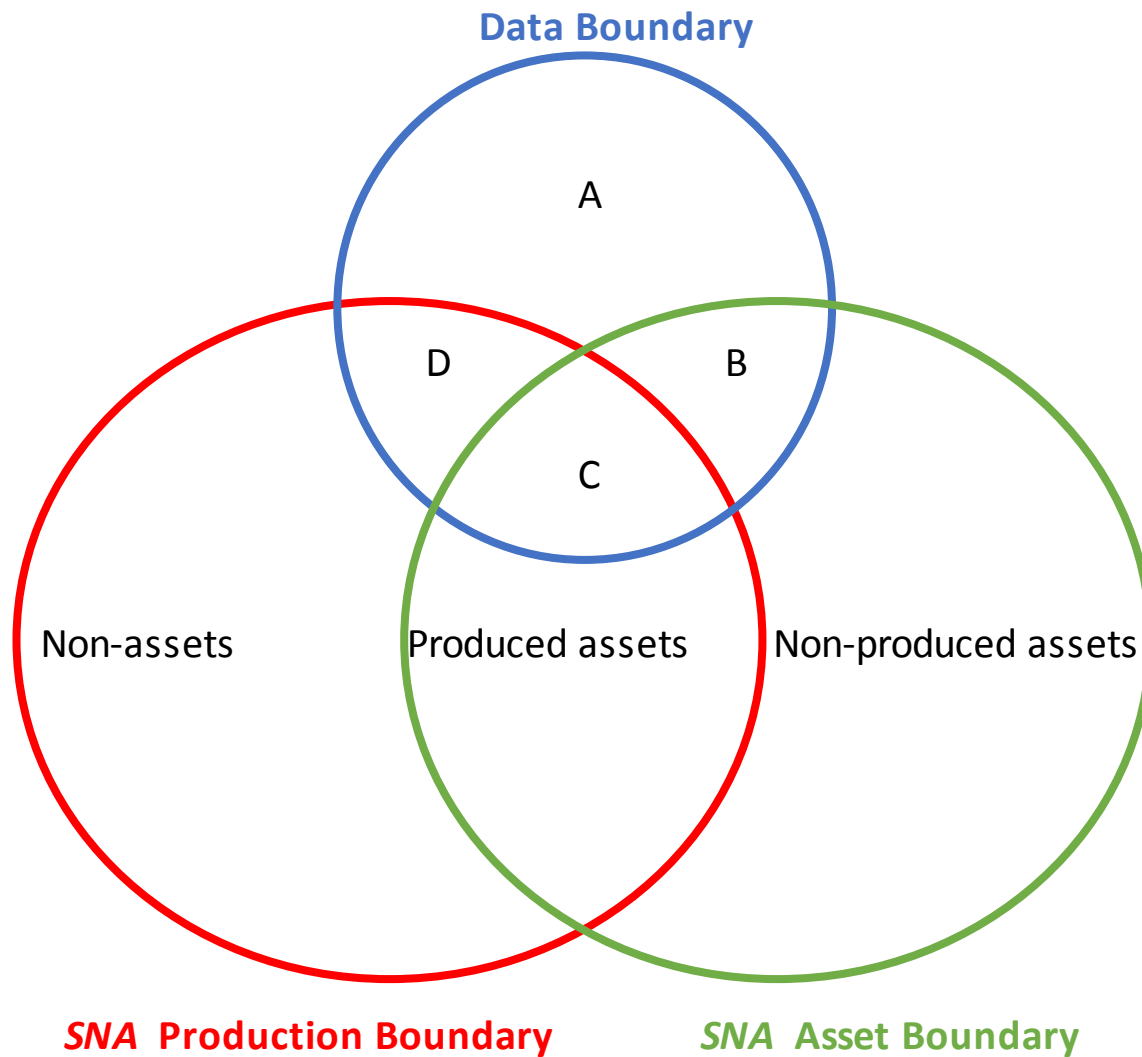 Data Boundary
A
D B
C
Non-assets Produced assets Non-produced assets
SNA Production Boundary SNA Asset Boundary